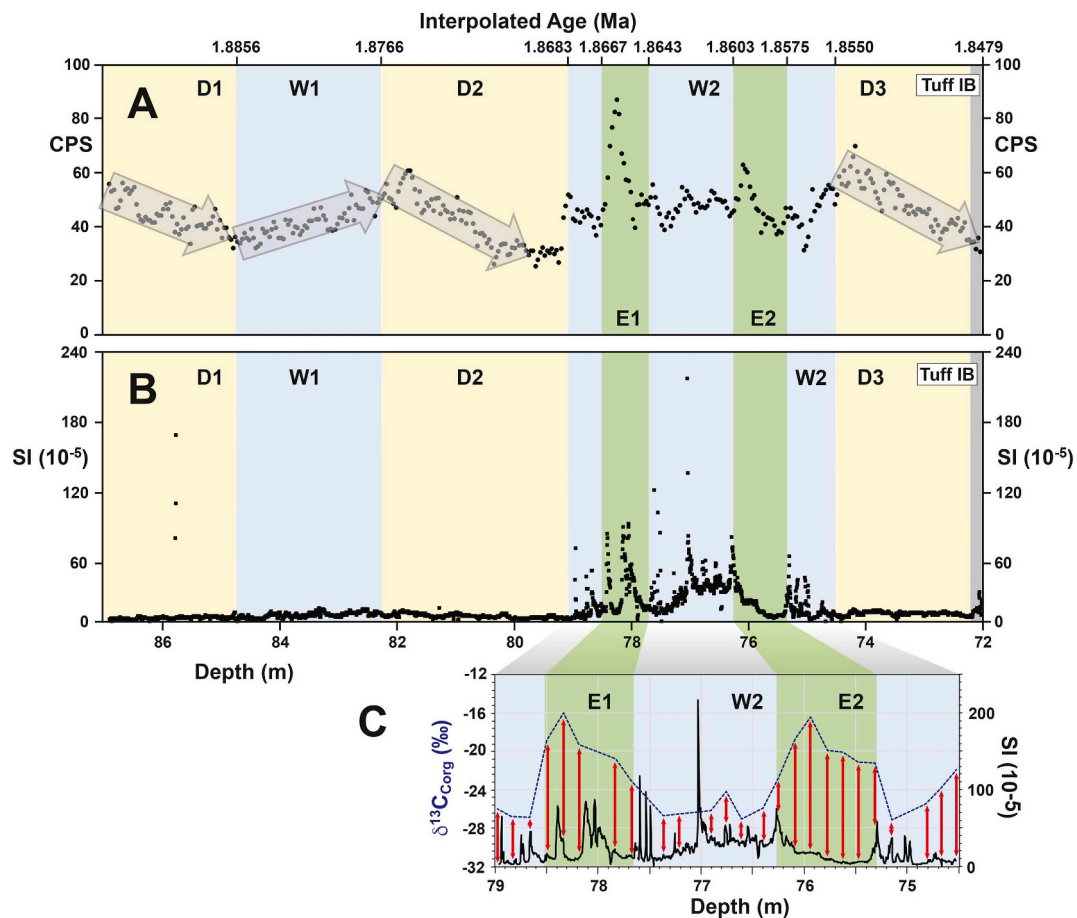 Interpolated Age (Ma)
1.8856 1.8766 1.8683 1.8667 1.8643 1.8603 1.8575 1.8550 1.8479
100 100
A D1 W1 D2 W2 D3 Tuff IB
80 80
CPS CPS
60 60
40 40
20 20
E1 E2
0 0
240 240
B D1 W1 D2 W2 D3 Tuff IB
180 180
SI (10-5) SI (10-5)
120 120
60 60
0 0
86 84 82 80 78 76 74 72
Depth (m)
C
-12 E1 W2 E2
-16 200
-20
δ13CCorg (‰) SI (10-5)
-24 100
-28
-32 0
79 78 77 76 75
Depth (m)